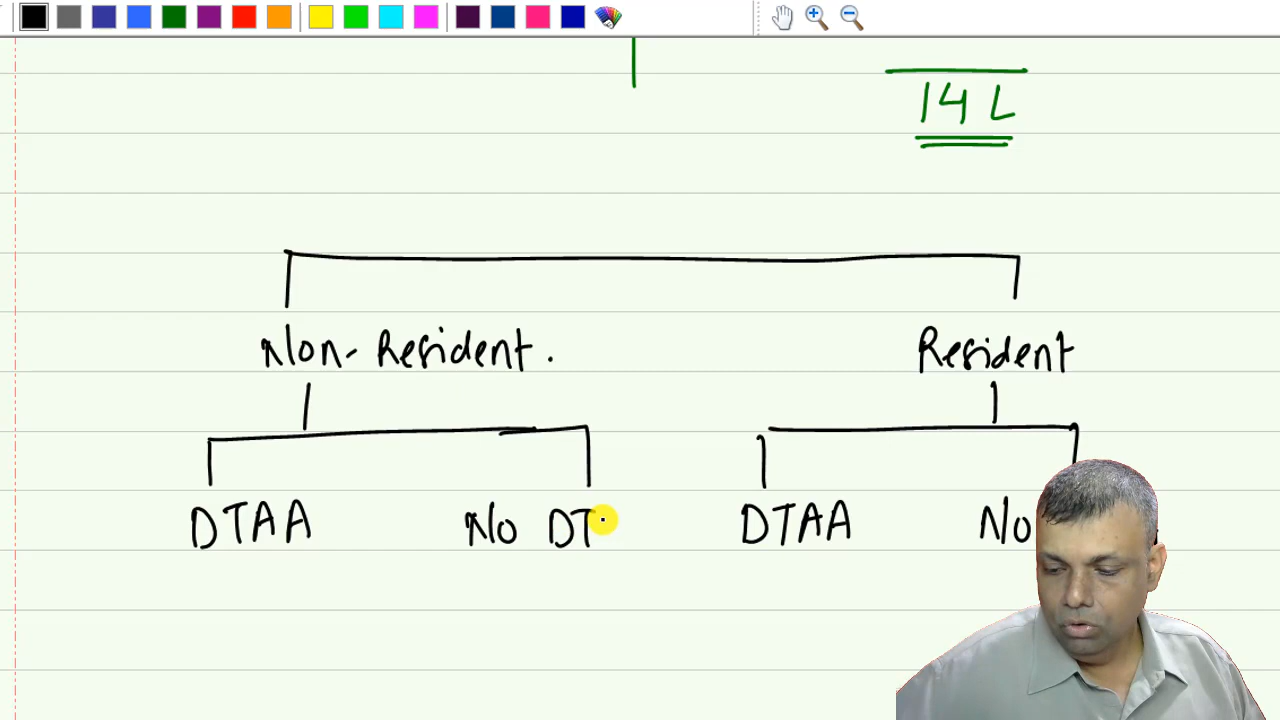 14 L
Non-Resident. Resident
DTAA No DT DTAA No